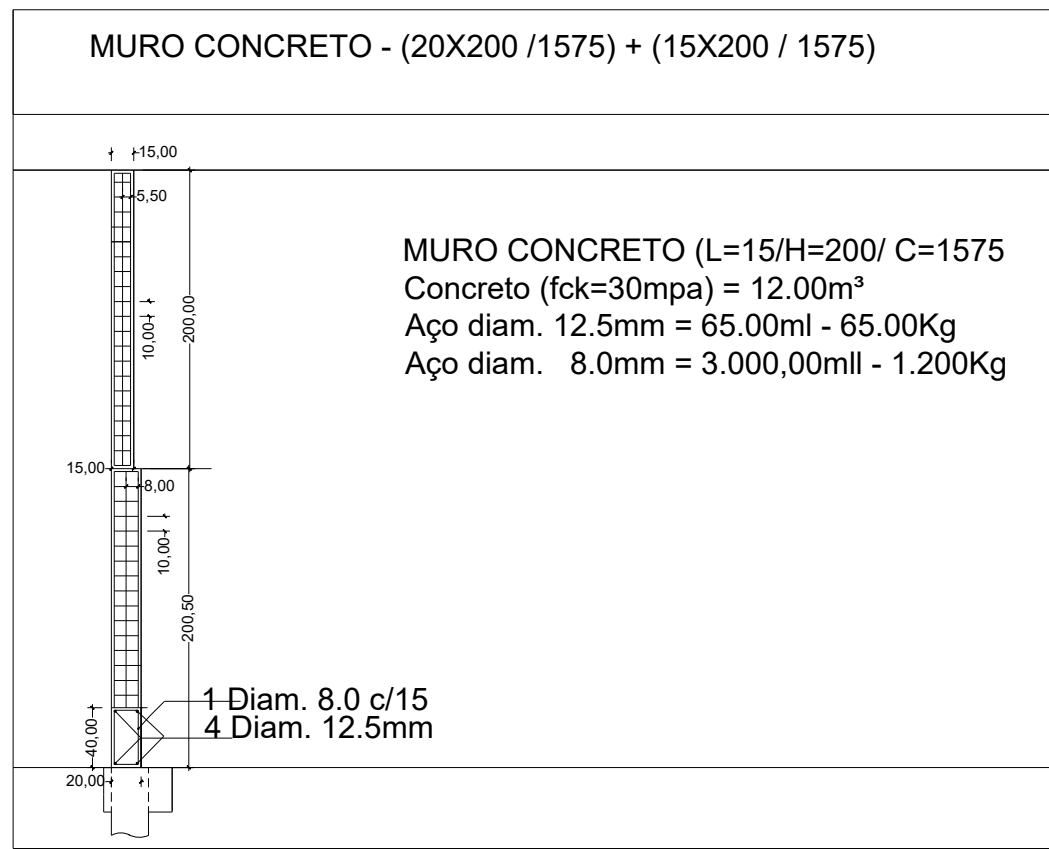 MURO CONCRETO - (20X200 /1575) + (15X200 / 1575)
15,00
5,50
MURO CONCRETO (L=15/H=200/ C=1575
Concreto (fck=30mpa) = 12.00m³
Aço diam. 12.5mm = 65.00ml - 65.00Kg
Aço diam. 8.0mm = 3.000,00mll - 1.200Kg
10,00
200,00
15,00
8,00
10,00
200,50
1 Diam. 8.0 c/15
4 Diam. 12.5mm
40,00
20,00